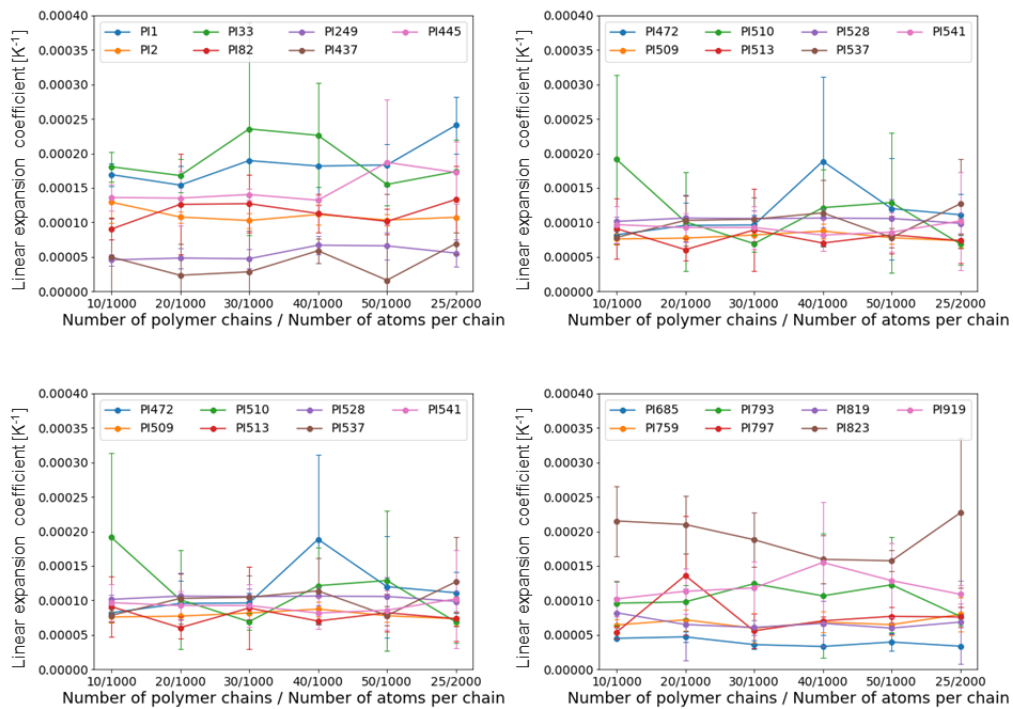 0.00040
0.00035
0.00030
0.00025
0.00020
0.00015
0.00010
0.00005
0.00000
Linear expansion coefficient [K⁻¹]
PI1 PI33 PI249 PI445
PI2 PI82 PI437
10/1000 20/1000 30/1000 40/1000 50/1000 25/2000
Number of polymer chains / Number of atoms per chain
0.00040
0.00035
0.00030
0.00025
0.00020
0.00015
0.00010
0.00005
0.00000
Linear expansion coefficient [K⁻¹]
PI472 PI510 PI528 PI541
PI509 PI513 PI537
10/1000 20/1000 30/1000 40/1000 50/1000 25/2000
Number of polymer chains / Number of atoms per chain
0.00040
0.00035
0.00030
0.00025
0.00020
0.00015
0.00010
0.00005
0.00000
Linear expansion coefficient [K⁻¹]
PI472 PI510 PI528 PI541
PI509 PI513 PI537
10/1000 20/1000 30/1000 40/1000 50/1000 25/2000
Number of polymer chains / Number of atoms per chain
0.00040
0.00035
0.00030
0.00025
0.00020
0.00015
0.00010
0.00005
0.00000
Linear expansion coefficient [K⁻¹]
PI685 PI793 PI819 PI919
PI759 PI797 PI823
10/1000 20/1000 30/1000 40/1000 50/1000 25/2000
Number of polymer chains / Number of atoms per chain